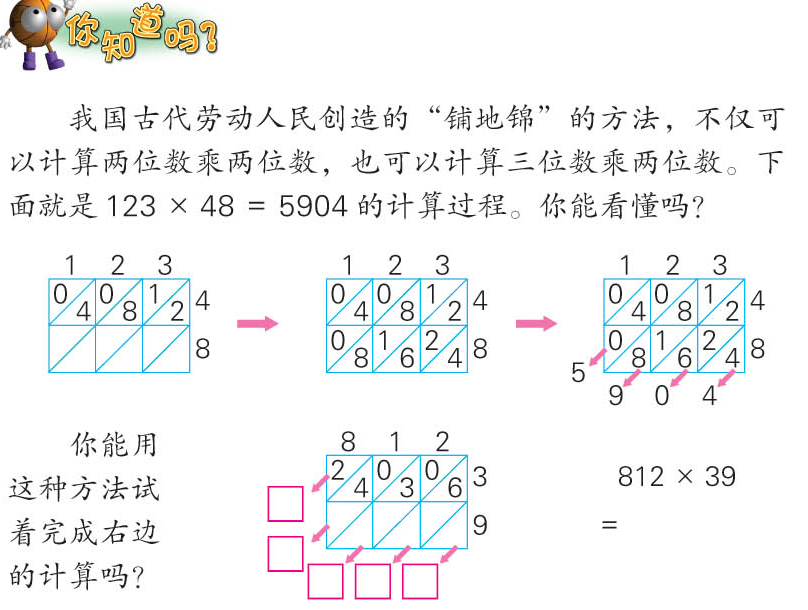 你知道吗？
我国古代劳动人民创造的“铺地锦”的方法，不仅可
以计算两位数乘两位数，也可以计算三位数乘两位数。下
面就是 123 × 48 = 5904 的计算过程。你能看懂吗？
1 2 3 1 2 3 1 2 3
0 4 0 8 1 2 4 0 4 0 8 1 2 4 0 4 0 8 1 2 4
8 0 8 1 6 2 4 8 0 8 1 6 2 4 8
5
9 0 4
你能用
这种方法试
着完成右边
的计算吗？
8 1 2
2 4 0 3 0 6 3
9
812 × 39
=